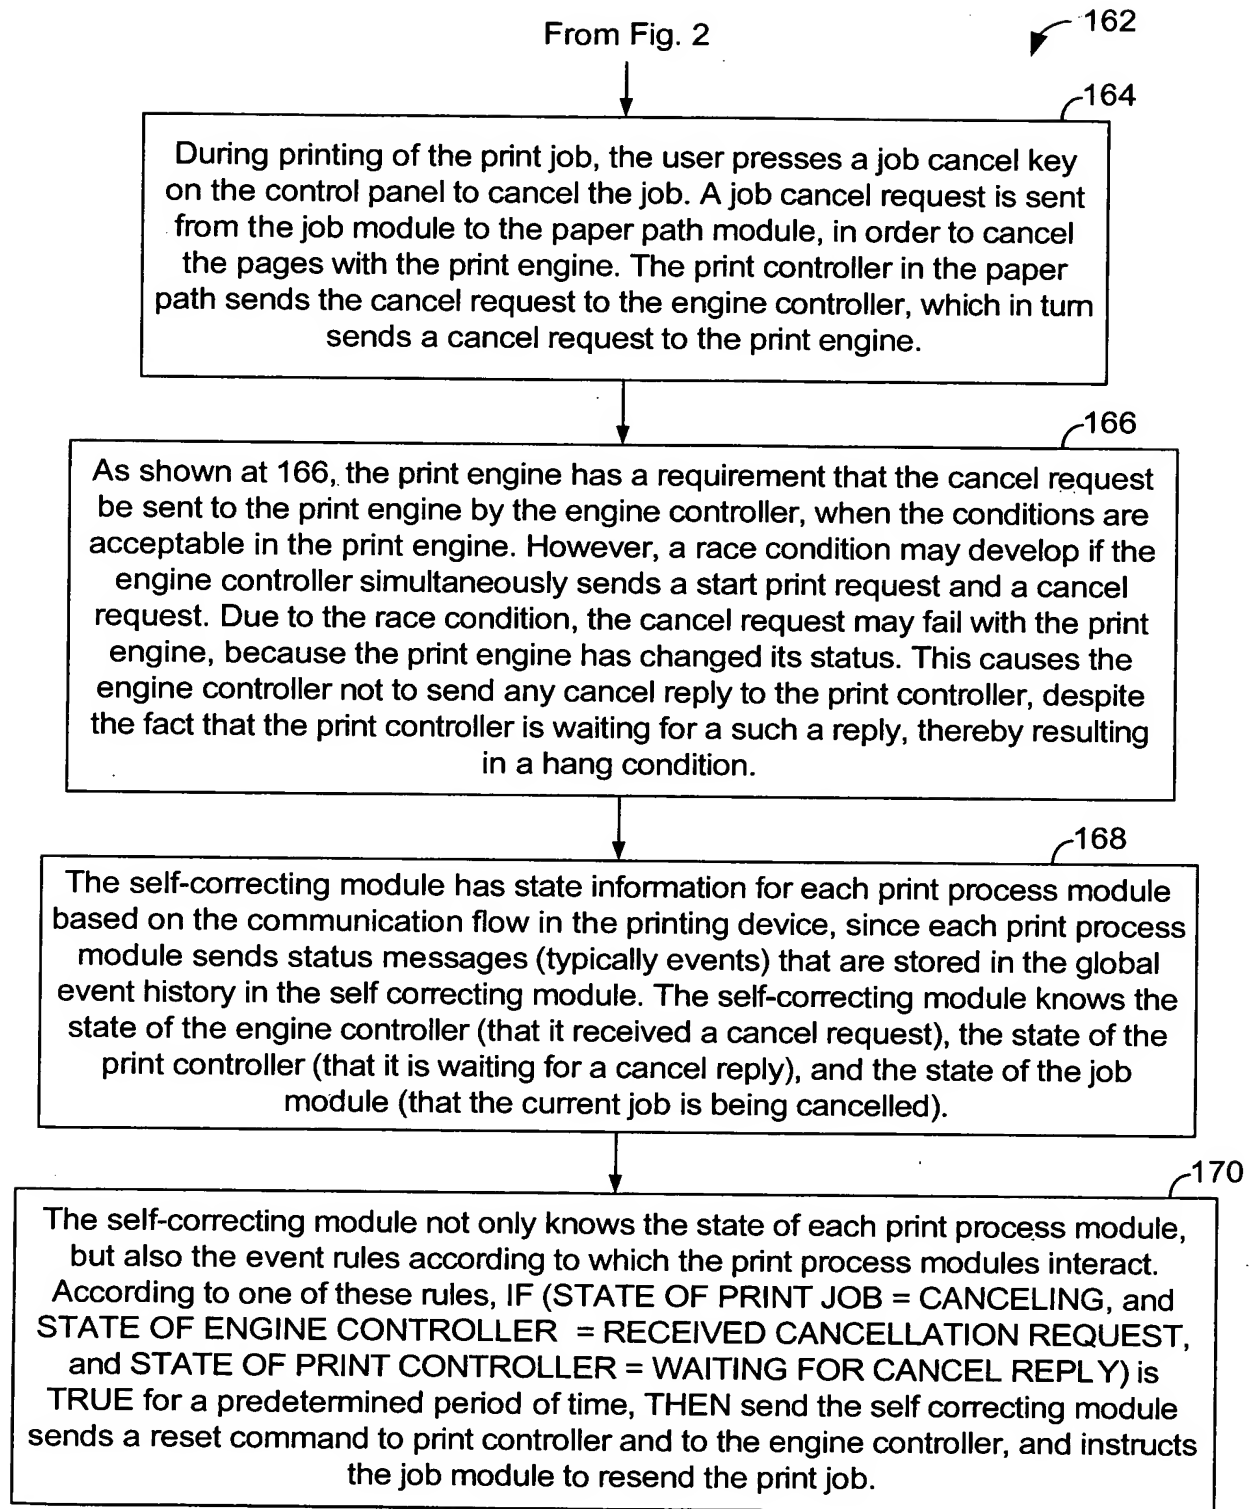 From Fig. 2
162
164
During printing of the print job, the user presses a job cancel key
on the control panel to cancel the job. A job cancel request is sent
from the job module to the paper path module, in order to cancel
the pages with the print engine. The print controller in the paper
path sends the cancel request to the engine controller, which in turn
sends a cancel request to the print engine.
166
As shown at 166, the print engine has a requirement that the cancel request
be sent to the print engine by the engine controller, when the conditions are
acceptable in the print engine. However, a race condition may develop if the
engine controller simultaneously sends a start print request and a cancel
request. Due to the race condition, the cancel request may fail with the print
engine, because the print engine has changed its status. This causes the
engine controller not to send any cancel reply to the print controller, despite
the fact that the print controller is waiting for a such a reply, thereby resulting
in a hang condition.
168
The self-correcting module has state information for each print process module
based on the communication flow in the printing device, since each print process
module sends status messages (typically events) that are stored in the global
event history in the self correcting module. The self-correcting module knows the
state of the engine controller (that it received a cancel request), the state of the
print controller (that it is waiting for a cancel reply), and the state of the job
module (that the current job is being cancelled).
170
The self-correcting module not only knows the state of each print process module,
but also the event rules according to which the print process modules interact.
According to one of these rules, IF (STATE OF PRINT JOB = CANCELING, and
STATE OF ENGINE CONTROLLER = RECEIVED CANCELLATION REQUEST,
and STATE OF PRINT CONTROLLER = WAITING FOR CANCEL REPLY) is
TRUE for a predetermined period of time, THEN send the self correcting module
sends a reset command to print controller and to the engine controller, and instructs
the job module to resend the print job.